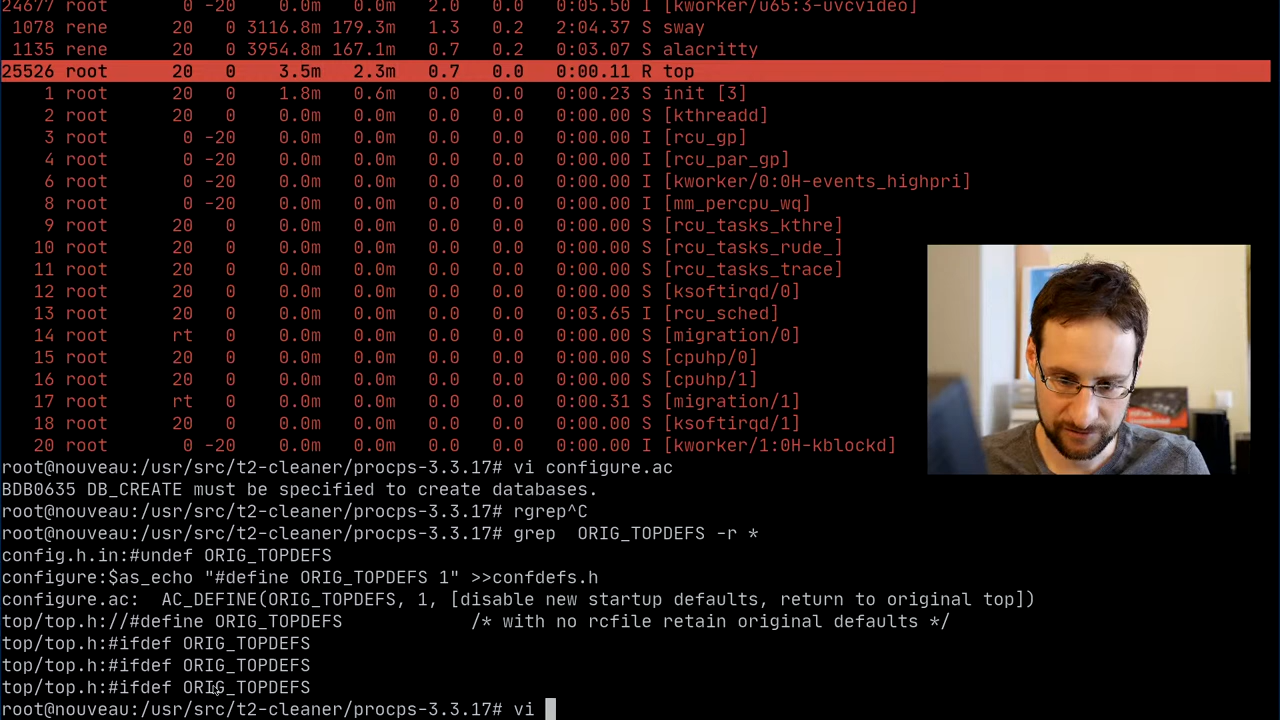 24677 root 0 -20 0.0m 0.0m 2.0 0.0 0:05.50 I [kworker/u65:3-uvcvideo]
1078 rene 20 0 3116.8m 179.3m 1.3 0.2 2:04.37 S sway
1135 rene 20 0 3954.8m 167.1m 0.7 0.2 0:03.07 S alacritty
25526 root 20 0 3.5m 2.3m 0.7 0.0 0:00.11 R top
1 root 20 0 1.8m 0.6m 0.0 0.0 0:00.23 S init [3]
2 root 20 0 0.0m 0.0m 0.0 0.0 0:00.00 S [kthreadd]
3 root 0 -20 0.0m 0.0m 0.0 0.0 0:00.00 I [rcu_gp]
4 root 0 -20 0.0m 0.0m 0.0 0.0 0:00.00 I [rcu_par_gp]
6 root 0 -20 0.0m 0.0m 0.0 0.0 0:00.00 I [kworker/0:0H-events_highpri]
8 root 0 -20 0.0m 0.0m 0.0 0.0 0:00.00 I [mm_percpu_wq]
9 root 20 0 0.0m 0.0m 0.0 0.0 0:00.00 S [rcu_tasks_kthre]
10 root 20 0 0.0m 0.0m 0.0 0.0 0:00.00 S [rcu_tasks_rude_]
11 root 20 0 0.0m 0.0m 0.0 0.0 0:00.00 S [rcu_tasks_trace]
12 root 20 0 0.0m 0.0m 0.0 0.0 0:00.00 S [ksoftirqd/0]
13 root 20 0 0.0m 0.0m 0.0 0.0 0:03.65 I [rcu_sched]
14 root rt 0 0.0m 0.0m 0.0 0.0 0:00.00 S [migration/0]
15 root 20 0 0.0m 0.0m 0.0 0.0 0:00.00 S [cpuhp/0]
16 root 20 0 0.0m 0.0m 0.0 0.0 0:00.00 S [cpuhp/1]
17 root rt 0 0.0m 0.0m 0.0 0.0 0:00.31 S [migration/1]
18 root 20 0 0.0m 0.0m 0.0 0.0 0:00.00 S [ksoftirqd/1]
20 root 0 -20 0.0m 0.0m 0.0 0.0 0:00.00 I [kworker/1:0H-kblockd]
root@nouveau:/usr/src/t2-cleaner/procps-3.3.17# vi configure.ac
BDB0635 DB_CREATE must be specified to create databases.
root@nouveau:/usr/src/t2-cleaner/procps-3.3.17# rgrep^C
root@nouveau:/usr/src/t2-cleaner/procps-3.3.17# grep  ORIG_TOPDEFS -r *
config.h.in:#undef ORIG_TOPDEFS
configure:$as_echo "#define ORIG_TOPDEFS 1" >>confdefs.h
configure.ac:  AC_DEFINE(ORIG_TOPDEFS, 1, [disable new startup defaults, return to original top])
top/top.h://#define ORIG_TOPDEFS            /* with no rcfile retain original defaults */
top/top.h:#ifdef ORIG_TOPDEFS
top/top.h:#ifdef ORIG_TOPDEFS
top/top.h:#ifdef ORIG_TOPDEFS
root@nouveau:/usr/src/t2-cleaner/procps-3.3.17# vi